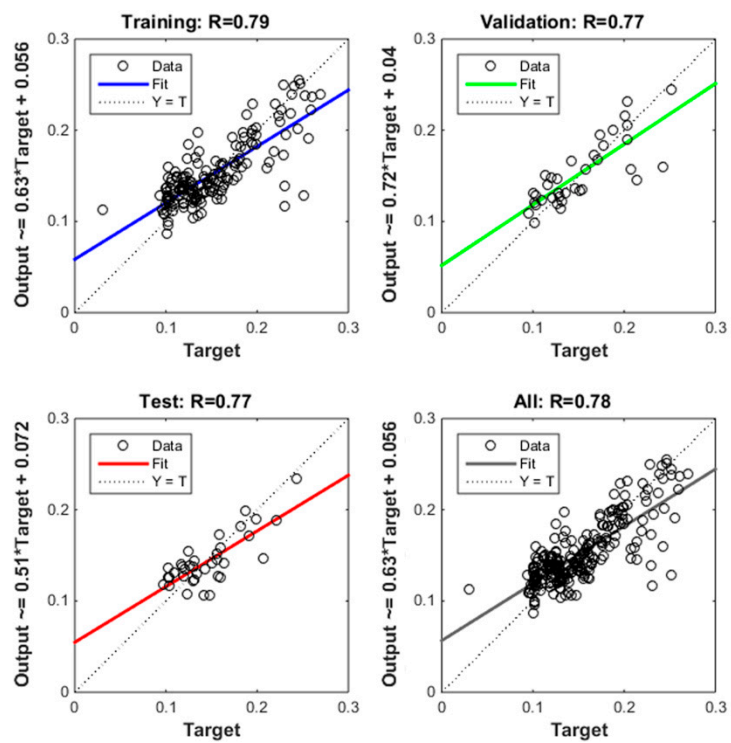 Training: R=0.79
Output ~= 0.63*Target + 0.056
0.3
0.2
0.1
0
Data
Fit
Y = T
0 0.1 0.2 0.3
Target
Validation: R=0.77
Output ~= 0.72*Target + 0.04
0.3
0.2
0.1
0
Data
Fit
Y = T
0 0.1 0.2 0.3
Target
Test: R=0.77
Output ~= 0.51*Target + 0.072
0.3
0.2
0.1
0
Data
Fit
Y = T
0 0.1 0.2 0.3
Target
All: R=0.78
Output ~= 0.63*Target + 0.056
0.3
0.2
0.1
0
Data
Fit
Y = T
0 0.1 0.2 0.3
Target